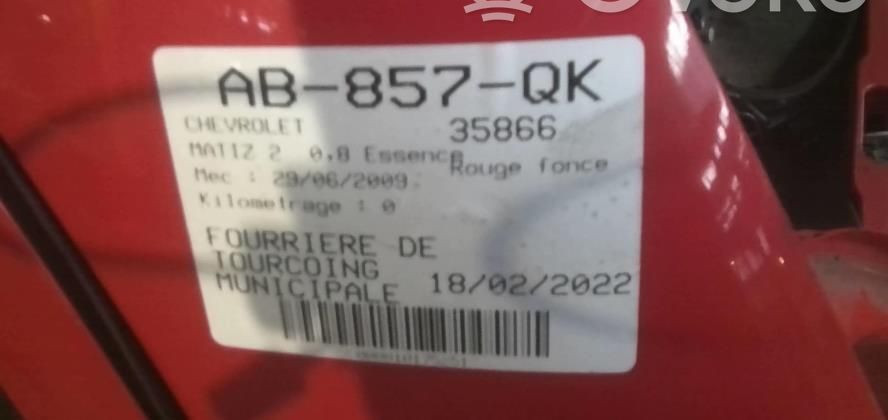 AB-857-QK
CHEVROLET 35866
MATIZ 2 0.8 Essence Rouge fonce
Mec : 29/06/2009.
Kilometrage : 0
FOURRIERE DE
TOURCOING
MUNICIPALE 18/02/2022